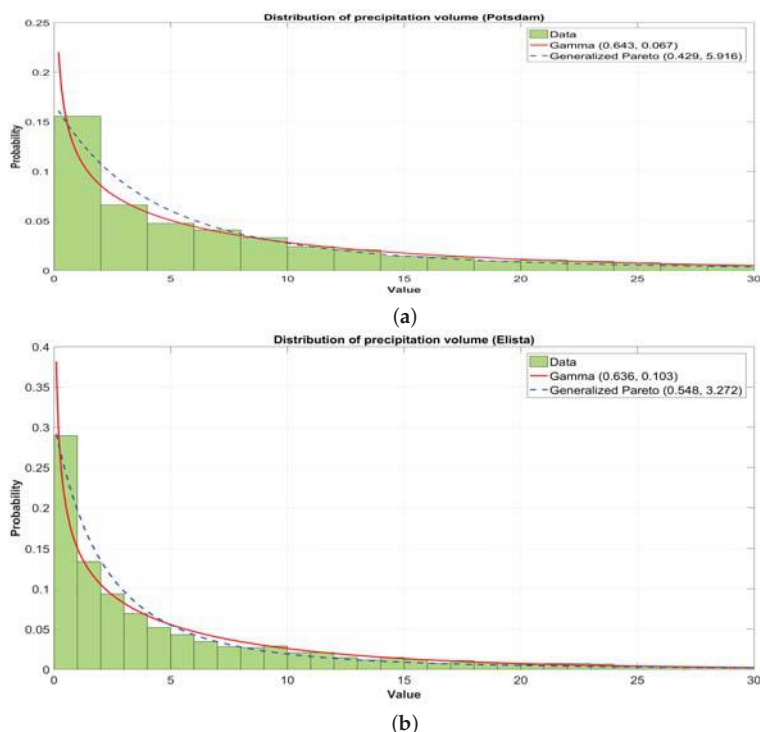 Distribution of precipitation volume (Potsdam)
0.25
0.2
0.15
0.1
0.05
0
Probability
Data
Gamma (0.643, 0.067)
Generalized Pareto (0.429, 5.916)
0 5 10 15 20 25 30
Value
(a)
Distribution of precipitation volume (Elista)
0.4
0.35
0.3
0.25
0.2
0.15
0.1
0.05
0
Probability
Data
Gamma (0.636, 0.103)
Generalized Pareto (0.548, 3.272)
0 5 10 15 20 25 30
Value
(b)